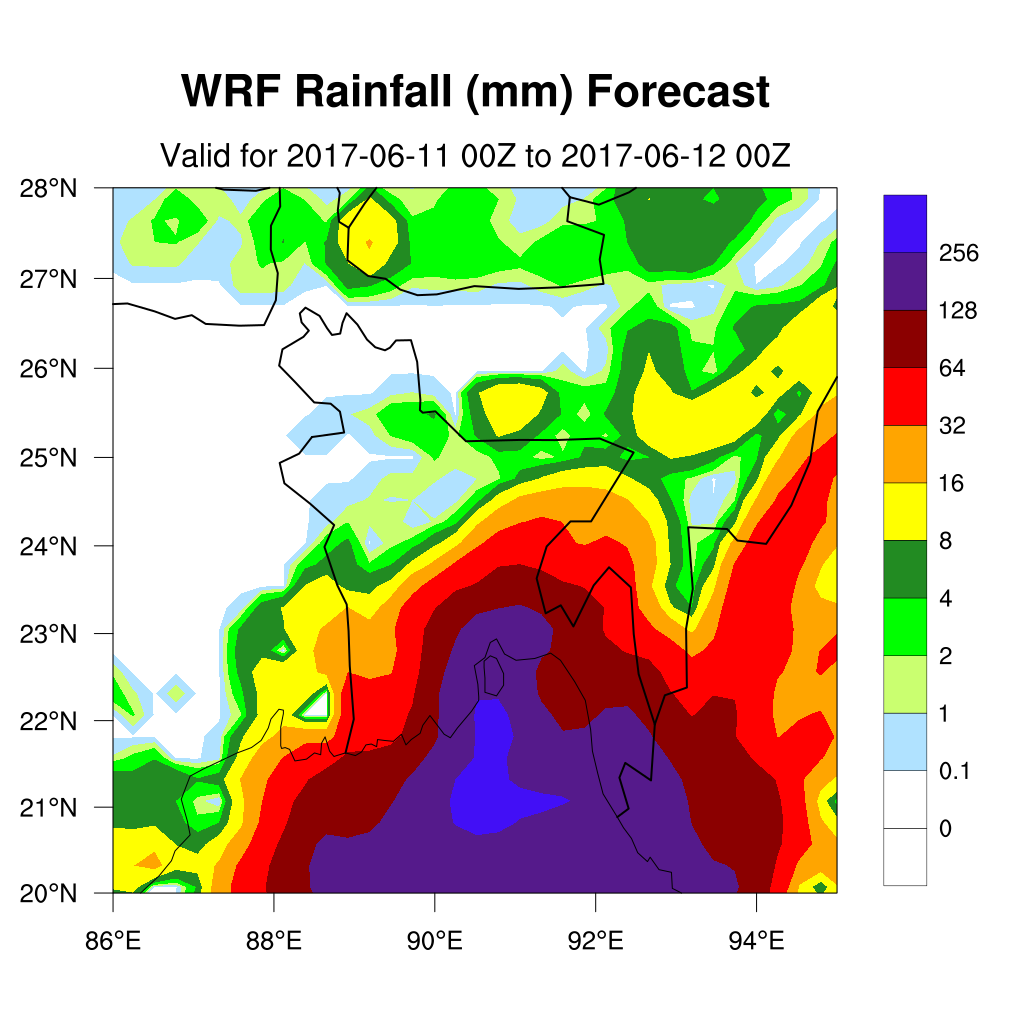 WRF Rainfall (mm) Forecast
Valid for 2017-06-11 00Z to 2017-06-12 00Z
28°N
27°N
26°N
25°N
24°N
23°N
22°N
21°N
20°N
86°E
88°E
90°E
92°E
94°E
256
128
64
32
16
8
4
2
1
0.1
0